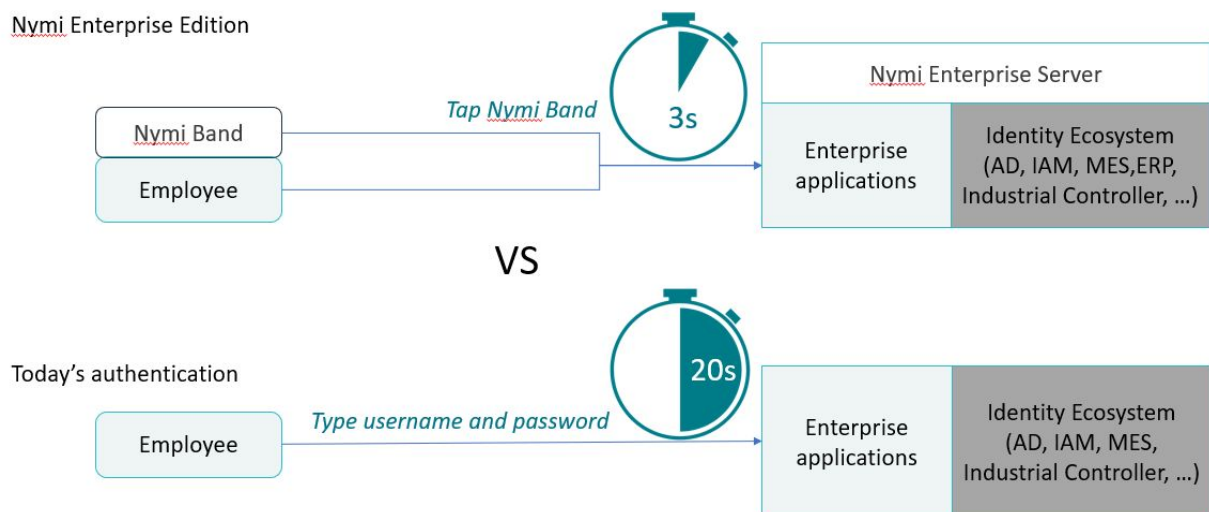 Nymi Enterprise Edition
Nymi Band
Employee
Tap Nymi Band
3s
Nymi Enterprise Server
Enterprise
applications
Identity Ecosystem
(AD, IAM, MES,ERP,
Industrial Controller, ...)
VS
Today's authentication
Employee
Type username and password
20s
Enterprise
applications
Identity Ecosystem
(AD, IAM, MES,
Industrial Controller, ...)